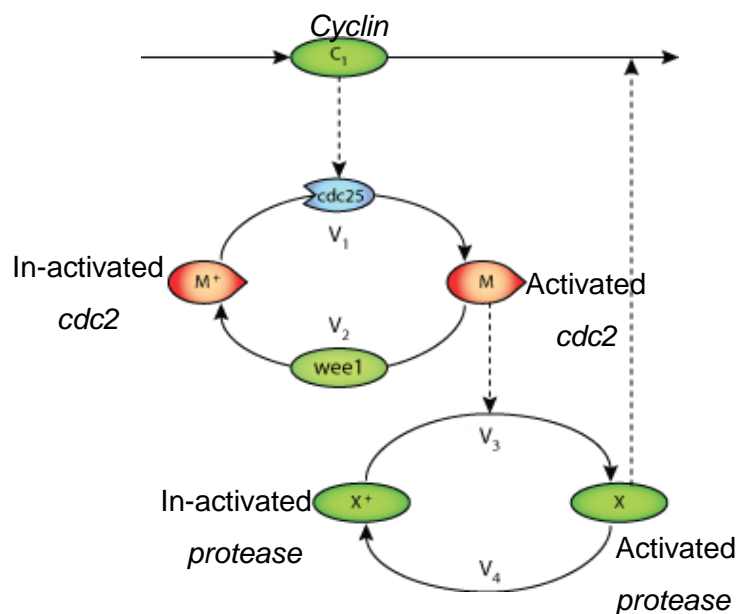 Cyclin
C₁
cdc25
V₁
In-activated
cdc2
M⁺
M
Activated
cdc2
V₂
wee1
V₃
In-activated
protease
X⁺
X
Activated
protease
V₄